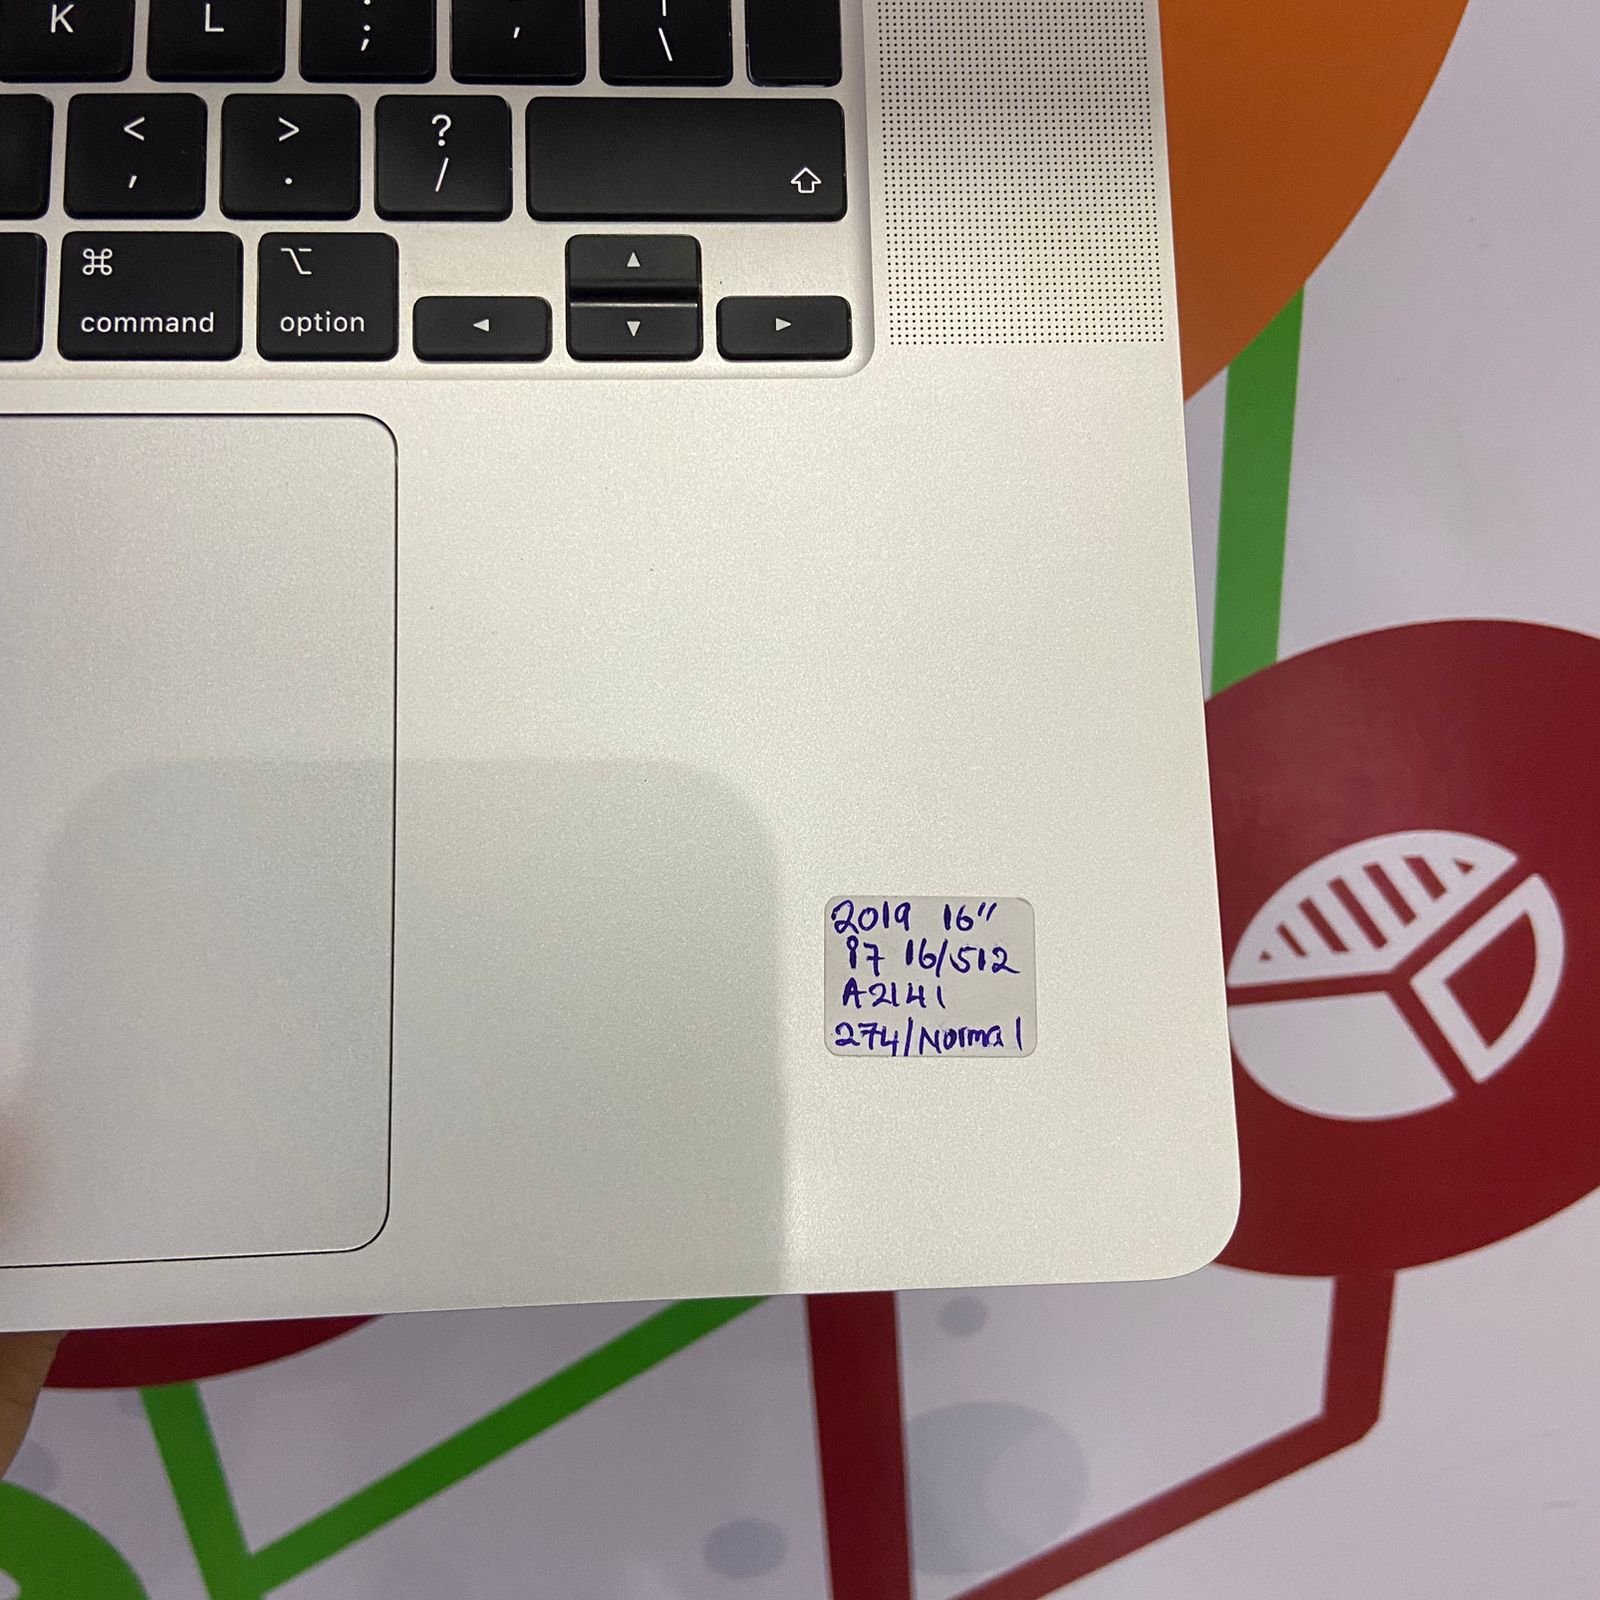 K L ; '  \
< > ?
, . /
⌘ ⌥
command option
2019 16"
i7 16/512
A2141
274/Normal